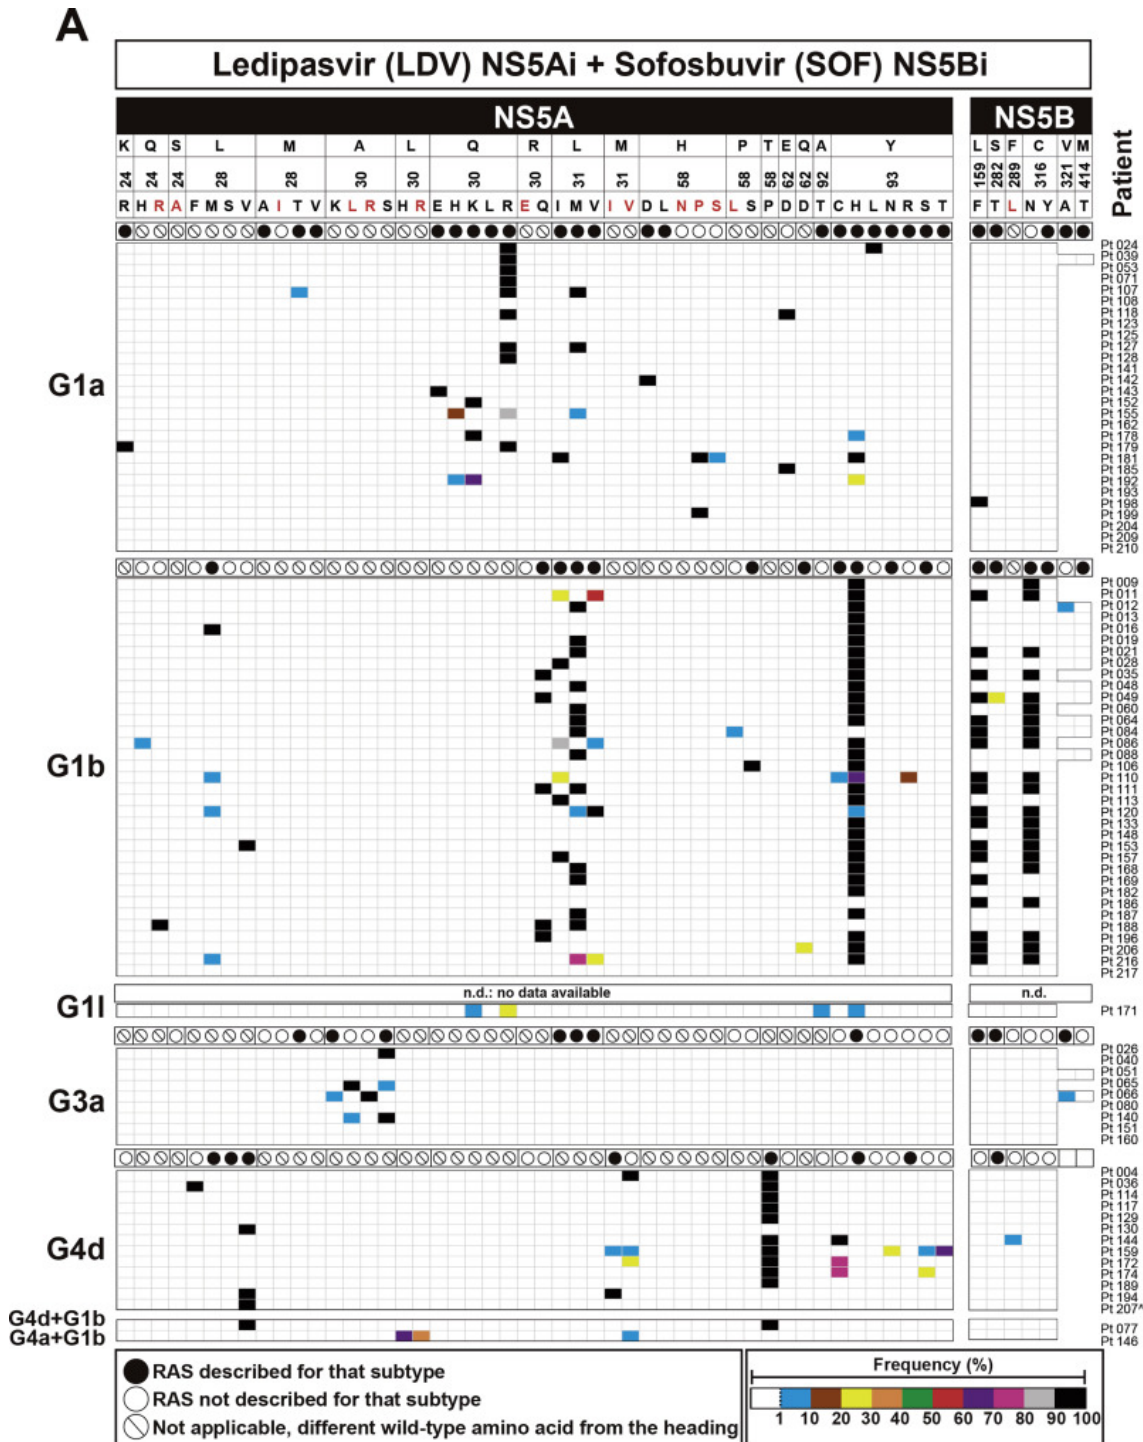 A
Ledipasvir (LDV) NS5Ai + Sofosbuvir (SOF) NS5Bi
NS5A NS5B
K Q S L M A L Q R L M H P T E Q A Y L S F C V M
24 24 24 28 28 30 30 30 30 31 31 58 58 58 62 62 92 93 159 282 289 316 321 414 Patient
R H R A F M S V A I T V K L R S H R E H K L R E Q I M V I V D L N P S L S P D D T C H L N R S T F T L N Y A T
G1a
Pt 024
Pt 039
Pt 053
Pt 071
Pt 107
Pt 108
Pt 118
Pt 123
Pt 125
Pt 127
Pt 128
Pt 141
Pt 142
Pt 143
Pt 152
Pt 155
Pt 162
Pt 178
Pt 179
Pt 181
Pt 185
Pt 192
Pt 193
Pt 198
Pt 199
Pt 204
Pt 209
Pt 210
G1b
Pt 009
Pt 011
Pt 012
Pt 013
Pt 016
Pt 019
Pt 021
Pt 028
Pt 035
Pt 048
Pt 049
Pt 060
Pt 064
Pt 084
Pt 086
Pt 088
Pt 106
Pt 110
Pt 111
Pt 113
Pt 120
Pt 133
Pt 148
Pt 153
Pt 157
Pt 168
Pt 169
Pt 182
Pt 186
Pt 187
Pt 188
Pt 196
Pt 206
Pt 216
Pt 217
n.d.: no data available n.d.
G1l Pt 171
G3a
Pt 026
Pt 040
Pt 051
Pt 065
Pt 066
Pt 080
Pt 140
Pt 151
Pt 160
G4d
Pt 004
Pt 036
Pt 114
Pt 117
Pt 129
Pt 130
Pt 144
Pt 159
Pt 172
Pt 174
Pt 189
Pt 194
Pt 207^
G4d+G1b Pt 077
G4a+G1b Pt 146
RAS described for that subtype
RAS not described for that subtype
Not applicable, different wild-type amino acid from the heading
Frequency (%)
1 10 20 30 40 50 60 70 80 90 100